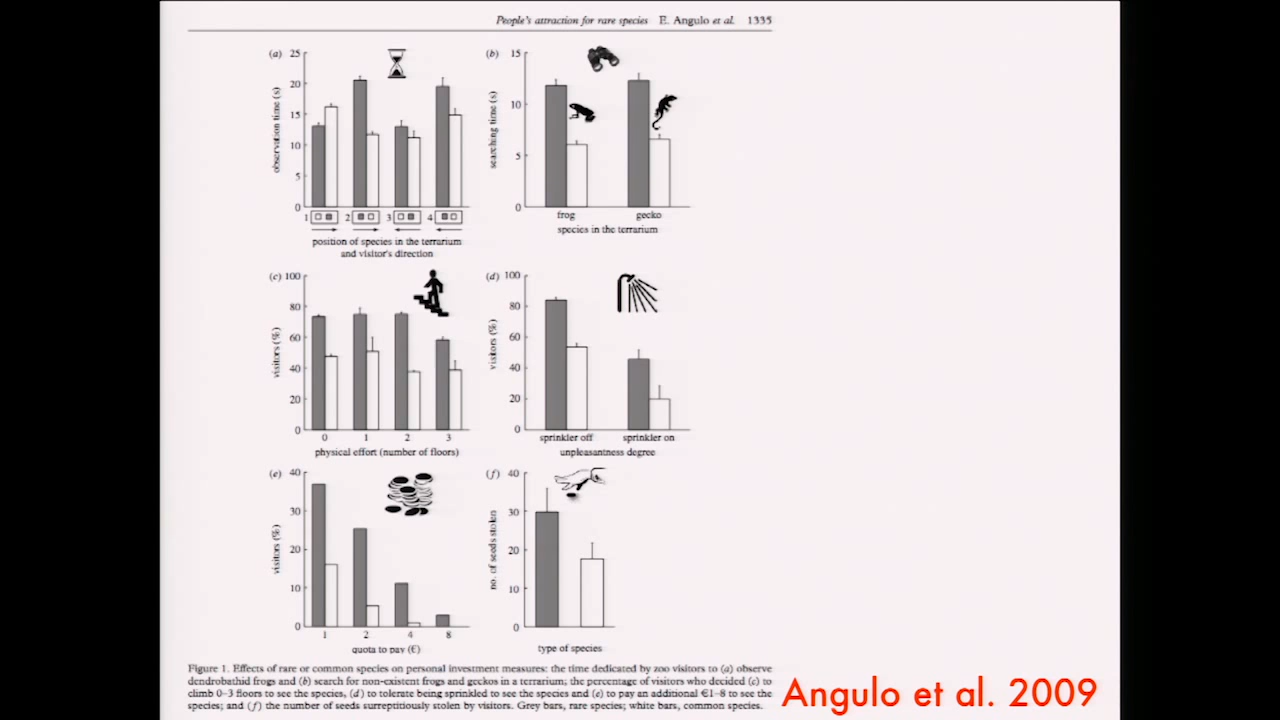 People's attraction for rare species E. Angulo et al. 1335
(a) 25
20
15
10
5
0
observation time (s)
1 2 3 4
position of species in the terrarium
and visitor's direction
(b) 15
10
5
0
searching time (s)
frog gecko
species in the terrarium
(c) 100
80
60
40
20
0
visitors (%)
0 1 2 3
physical effort (number of floors)
(d) 100
80
60
40
20
0
visitors (%)
sprinkler off sprinkler on
unpleasantness degree
(e) 40
30
20
10
0
visitors (%)
1 2 4 8
quota to pay (€)
(f) 40
30
20
10
0
no. of seeds stolen
type of species
Figure 1. Effects of rare or common species on personal investment measures: the time dedicated by zoo visitors to (a) observe
dendrobathid frogs and (b) search for non-existent frogs and geckos in a terrarium; the percentage of visitors who decided (c) to
climb 0–3 floors to see the species, (d) to tolerate being sprinkled to see the species and (e) to pay an additional €1–8 to see the
species; and (f) the number of seeds surreptitiously stolen by visitors. Grey bars, rare species; white bars, common species.
Angulo et al. 2009